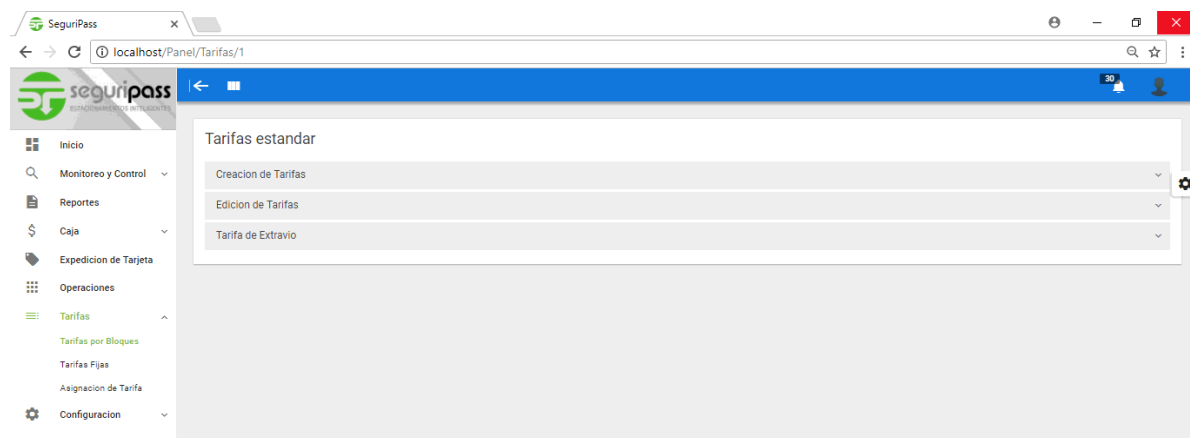 SeguriPass
localhost/Panel/Tarifas/1
seguripass
ESTACIONAMIENTOS INTELIGENTES
30
Inicio
Monitoreo y Control
Reportes
Caja
Expedicion de Tarjeta
Operaciones
Tarifas
Tarifas por Bloques
Tarifas Fijas
Asignacion de Tarifa
Configuracion
Tarifas estandar
Creacion de Tarifas
Edicion de Tarifas
Tarifa de Extravio